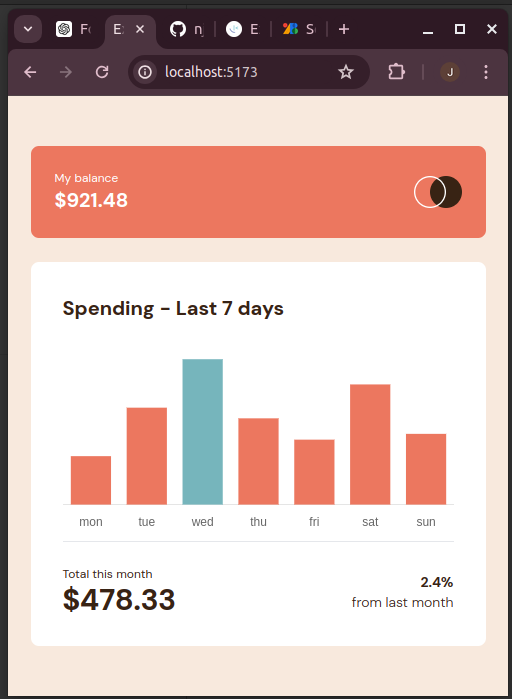 F
E
n
E
S
localhost:5173
J
My balance
$921.48
Spending - Last 7 days
mon tue wed thu fri sat sun
Total this month
$478.33
2.4%
from last month